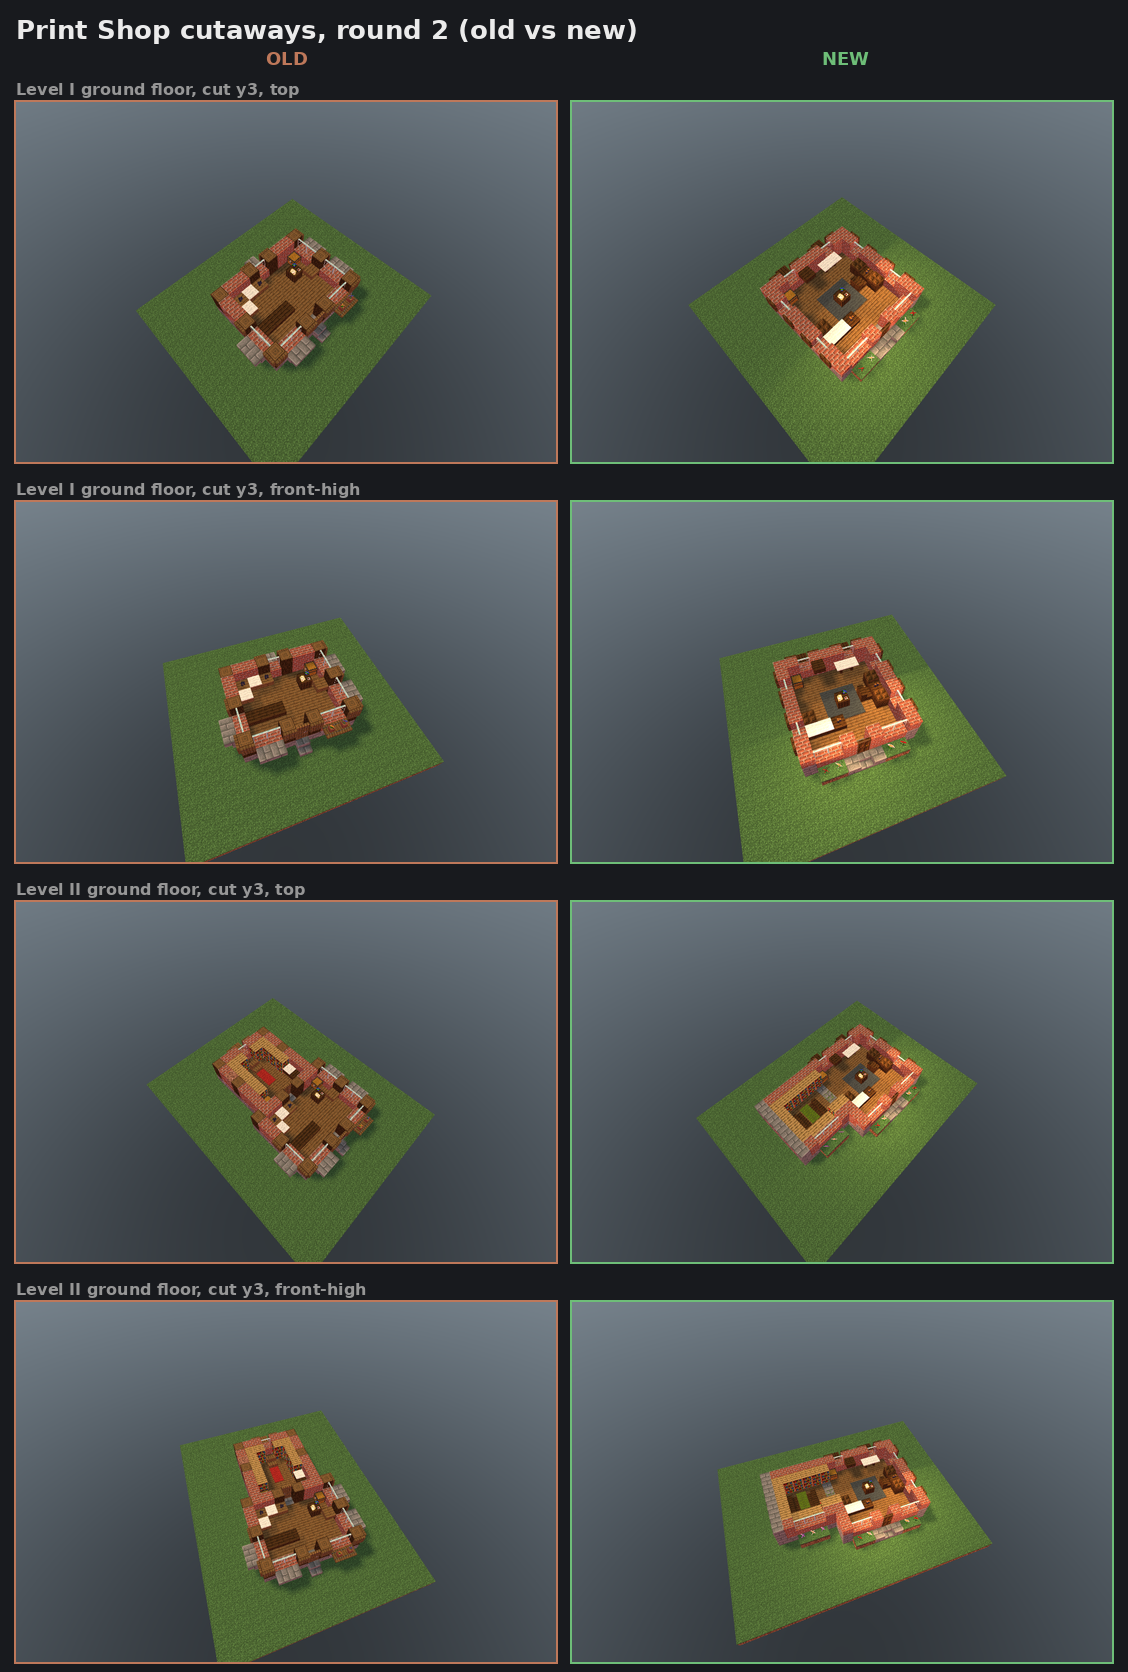 Print Shop cutaways, round 2 (old vs new)
OLD NEW
Level I ground floor, cut y3, top
Level I ground floor, cut y3, front-high
Level II ground floor, cut y3, top
Level II ground floor, cut y3, front-high